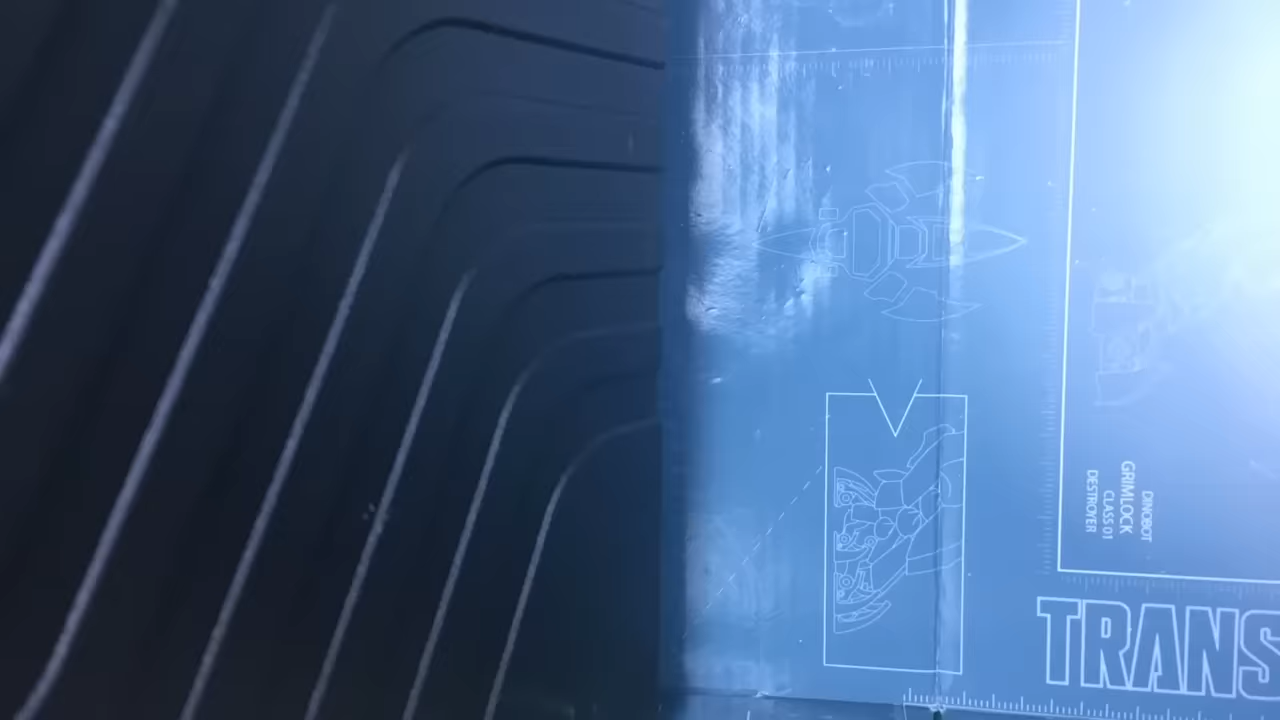 DINOBOT
GRIMLOCK
CLASS 01
DESTROYER
TRANS